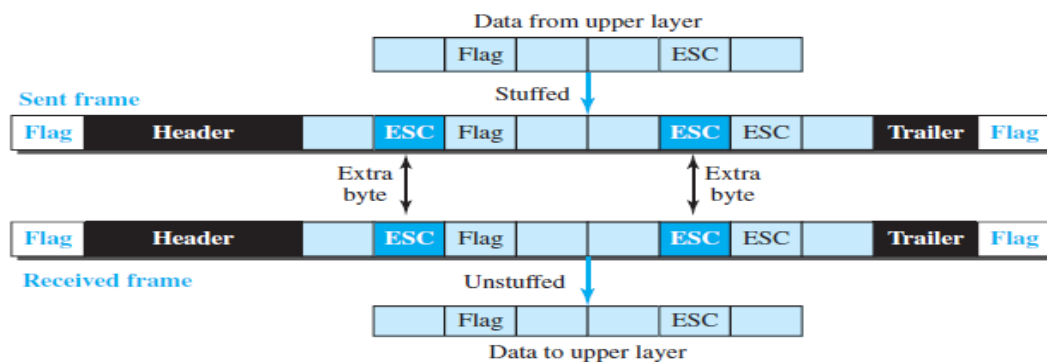 Data from upper layer
Flag ESC
Stuffed
Sent frame
Flag Header ESC Flag ESC ESC Trailer Flag
Extra byte Extra byte
Flag Header ESC Flag ESC ESC Trailer Flag
Received frame
Unstuffed
Flag ESC
Data to upper layer